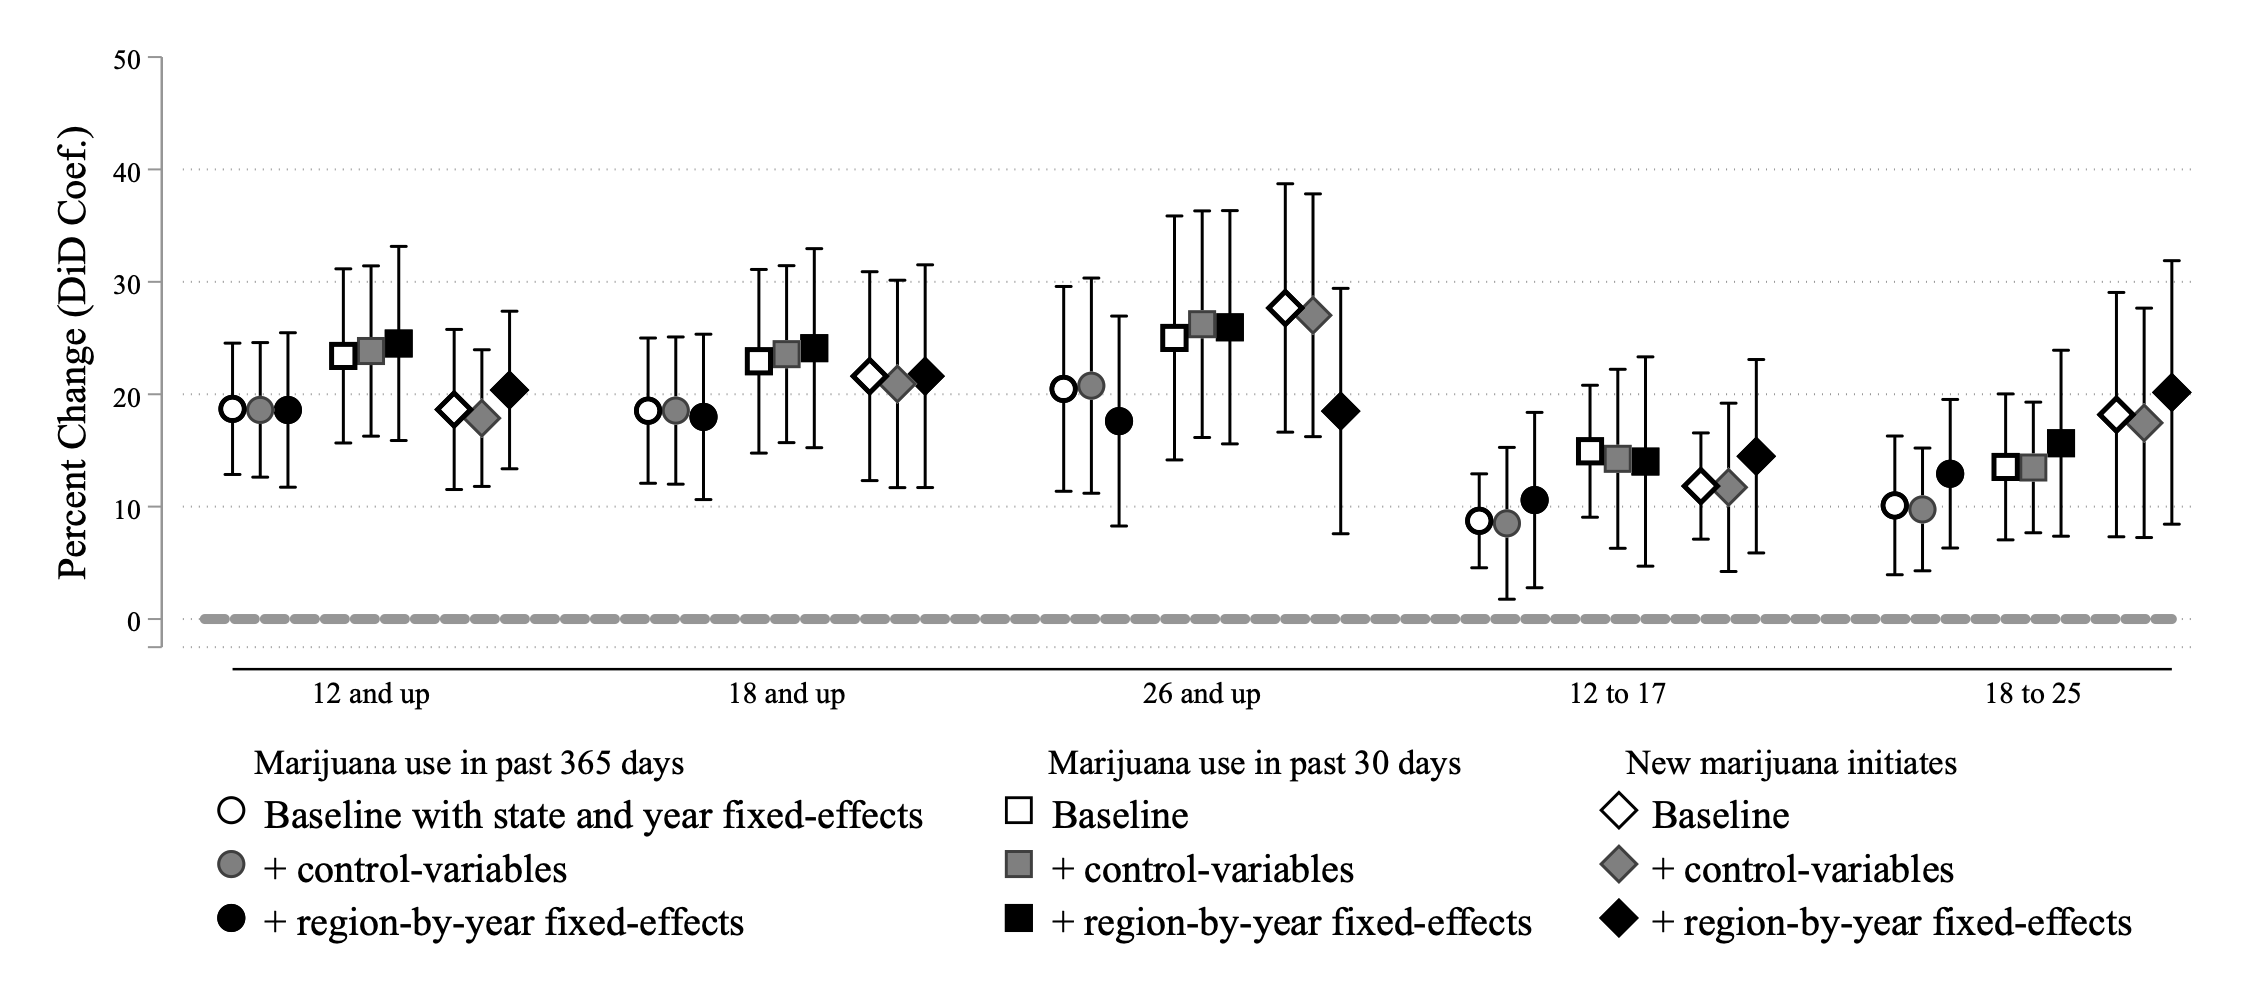 Percent Change (DiD Coef.)
50
40
30
20
10
0
12 and up
18 and up
26 and up
12 to 17
18 to 25
Marijuana use in past 365 days
Baseline with state and year fixed-effects
+ control-variables
+ region-by-year fixed-effects
Marijuana use in past 30 days
Baseline
+ control-variables
+ region-by-year fixed-effects
New marijuana initiates
Baseline
+ control-variables
+ region-by-year fixed-effects